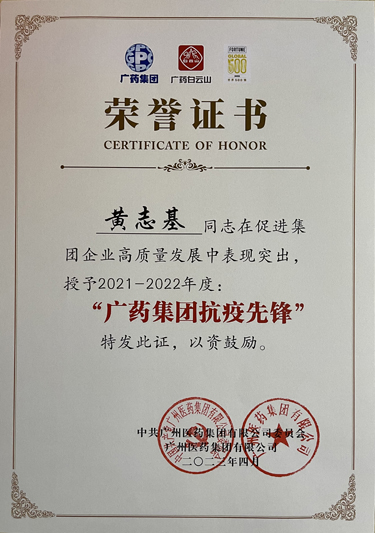 广药集团
广药白云山
FORTUNE
GLOBAL
500
荣誉证书
CERTIFICATE OF HONOR
黄志基 同志在促进集
团企业高质量发展中表现突出，
授予2021-2022年度：
“广药集团抗疫先锋”
特发此证，以资鼓励。
中共广州医药集团有限公司委员会
广州医药集团有限公司
二〇二三年四月